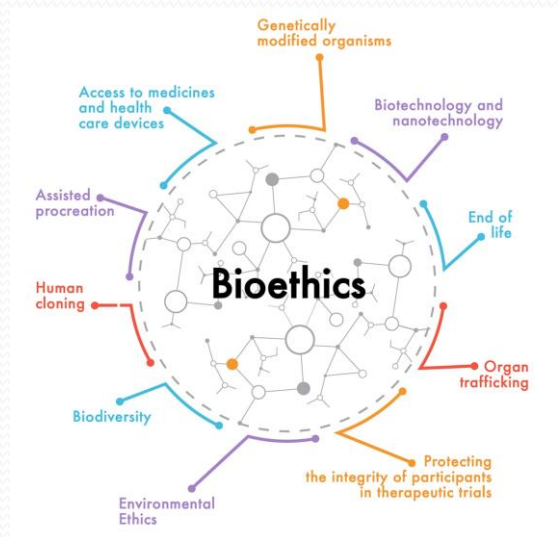 Genetically
modified organisms
Access to medicines
and health
care devices
Biotechnology and
nanotechnology
Assisted
procreation
End of
life
Bioethics
Human
cloning
Organ
trafficking
Biodiversity
Protecting
the integrity of participants
in therapeutic trials
Environmental
Ethics